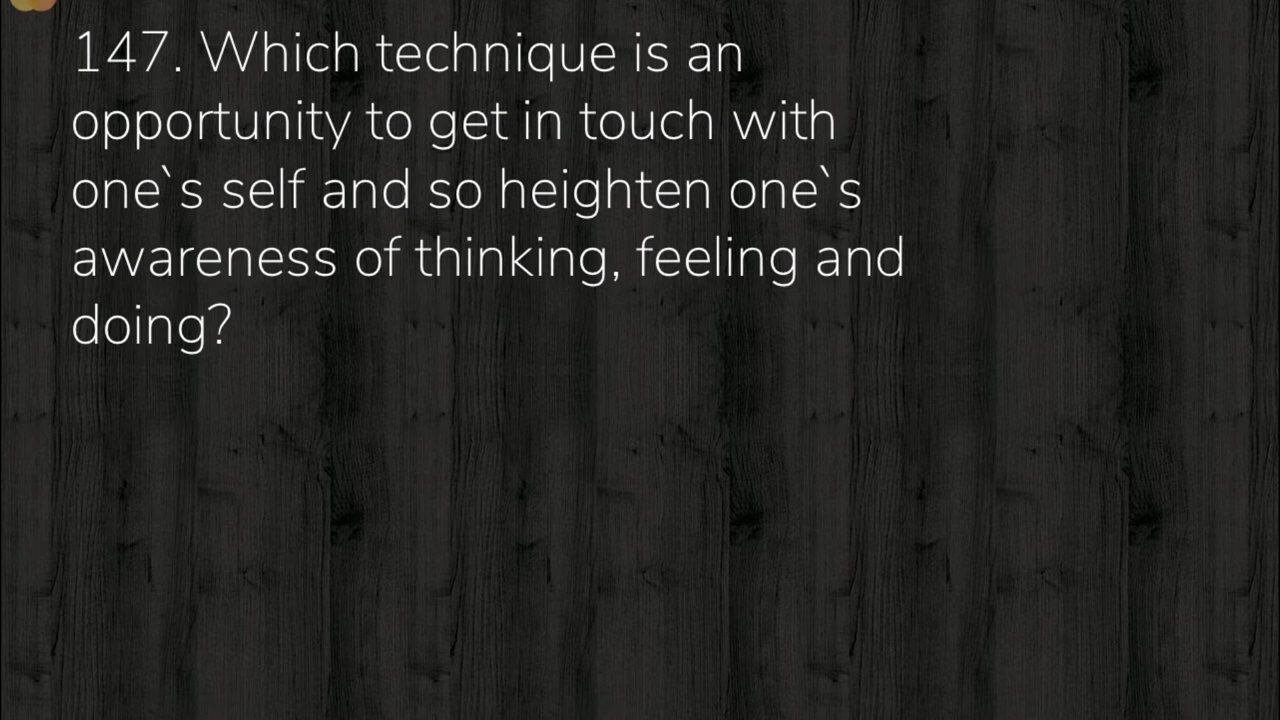 147. Which technique is an
opportunity to get in touch with
one`s self and so heighten one`s
awareness of thinking, feeling and
doing?